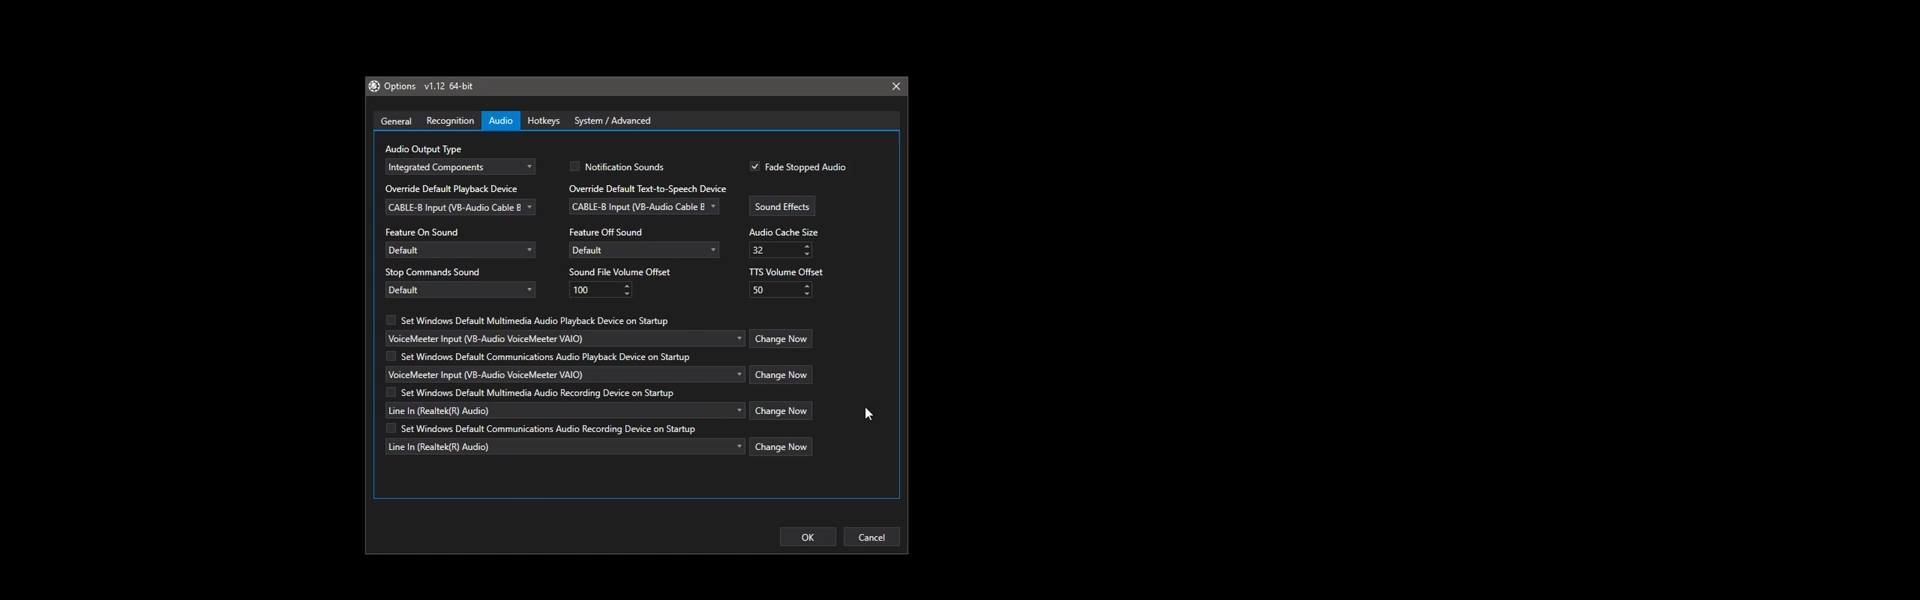 Options v1.12 64-bit
General Recognition Audio Hotkeys System / Advanced
Audio Output Type
Integrated Components Notification Sounds Fade Stopped Audio
Override Default Playback Device Override Default Text-to-Speech Device
CABLE-B Input (VB-Audio Cable B CABLE-B Input (VB-Audio Cable B Sound Effects
Feature On Sound Feature Off Sound Audio Cache Size
Default Default 32
Stop Commands Sound Sound File Volume Offset TTS Volume Offset
Default 100 50
Set Windows Default Multimedia Audio Playback Device on Startup
VoiceMeeter Input (VB-Audio VoiceMeeter VAIO) Change Now
Set Windows Default Communications Audio Playback Device on Startup
VoiceMeeter Input (VB-Audio VoiceMeeter VAIO) Change Now
Set Windows Default Multimedia Audio Recording Device on Startup
Line In (Realtek(R) Audio) Change Now
Set Windows Default Communications Audio Recording Device on Startup
Line In (Realtek(R) Audio) Change Now
OK Cancel